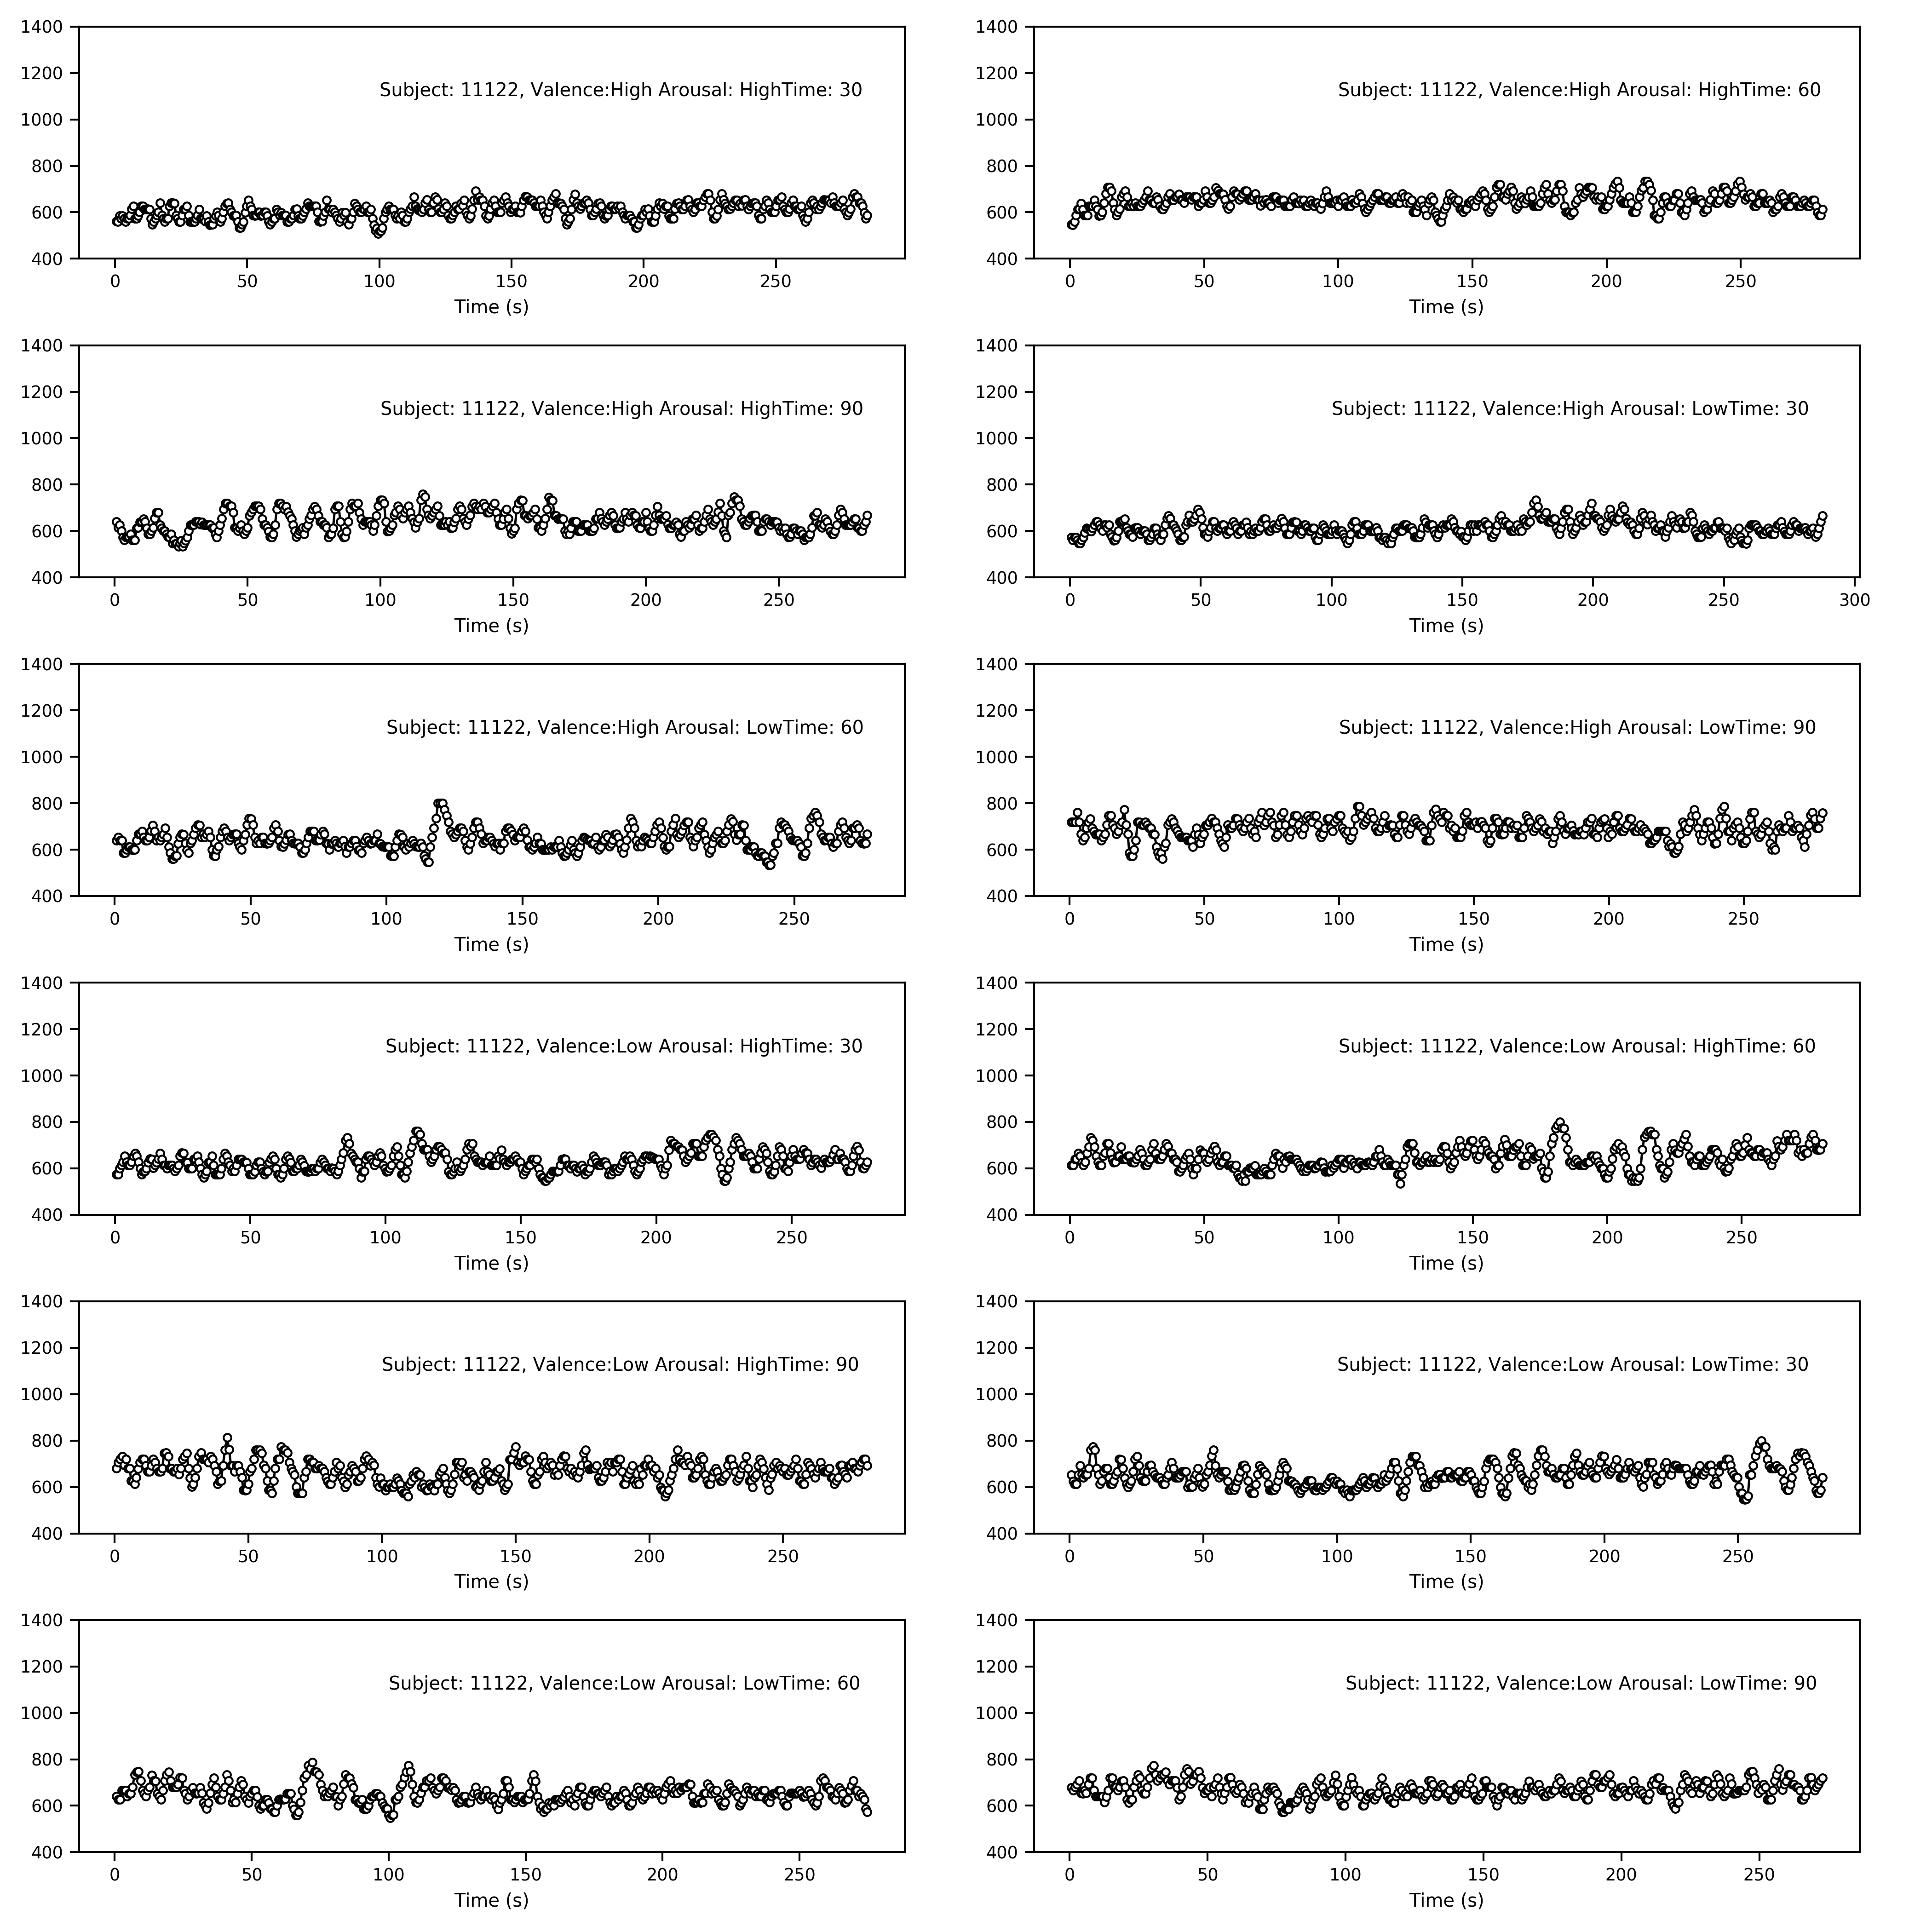 1400 1400
1200 1200
Subject: 11122, Valence:High Arousal: HighTime: 30 Subject: 11122, Valence:High Arousal: HighTime: 60
1000 1000
800 800
600 600
400 400
0 50 100 150 200 250 0 50 100 150 200 250
Time (s) Time (s)
1400 1400
1200 1200
Subject: 11122, Valence:High Arousal: HighTime: 90 Subject: 11122, Valence:High Arousal: LowTime: 30
1000 1000
800 800
600 600
400 400
0 50 100 150 200 250 0 50 100 150 200 250 300
Time (s) Time (s)
1400 1400
1200 1200
Subject: 11122, Valence:High Arousal: LowTime: 60 Subject: 11122, Valence:High Arousal: LowTime: 90
1000 1000
800 800
600 600
400 400
0 50 100 150 200 250 0 50 100 150 200 250
Time (s) Time (s)
1400 1400
1200 1200
Subject: 11122, Valence:Low Arousal: HighTime: 30 Subject: 11122, Valence:Low Arousal: HighTime: 60
1000 1000
800 800
600 600
400 400
0 50 100 150 200 250 0 50 100 150 200 250
Time (s) Time (s)
1400 1400
1200 1200
Subject: 11122, Valence:Low Arousal: HighTime: 90 Subject: 11122, Valence:Low Arousal: LowTime: 30
1000 1000
800 800
600 600
400 400
0 50 100 150 200 250 0 50 100 150 200 250
Time (s) Time (s)
1400 1400
1200 1200
Subject: 11122, Valence:Low Arousal: LowTime: 60 Subject: 11122, Valence:Low Arousal: LowTime: 90
1000 1000
800 800
600 600
400 400
0 50 100 150 200 250 0 50 100 150 200 250
Time (s) Time (s)